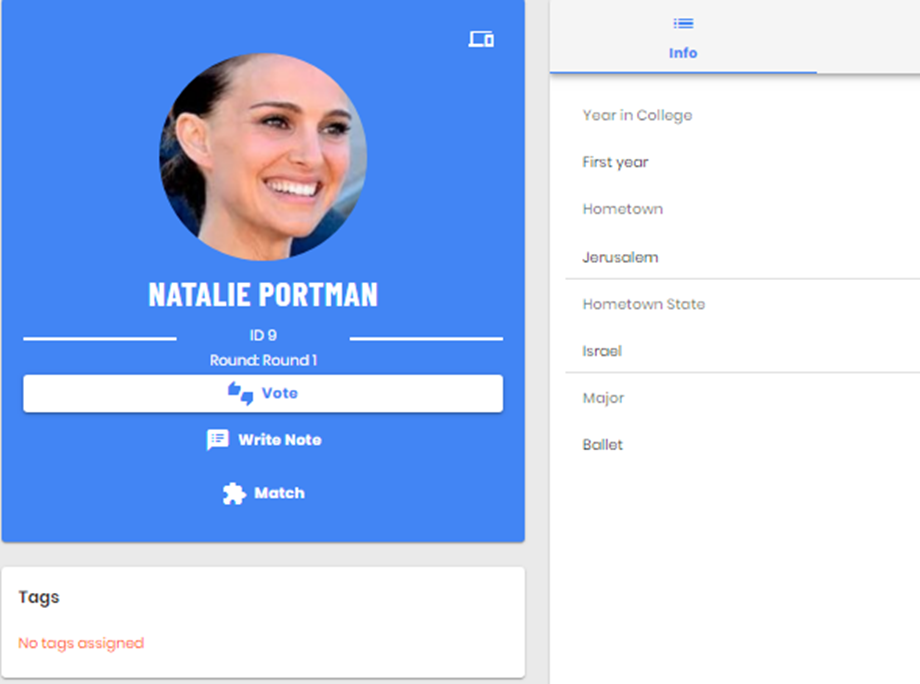 NATALIE PORTMAN
ID 9
Round: Round 1
Vote
Write Note
Match
Tags
No tags assigned
Info
Year in College
First year
Hometown
Jerusalem
Hometown State
Israel
Major
Ballet